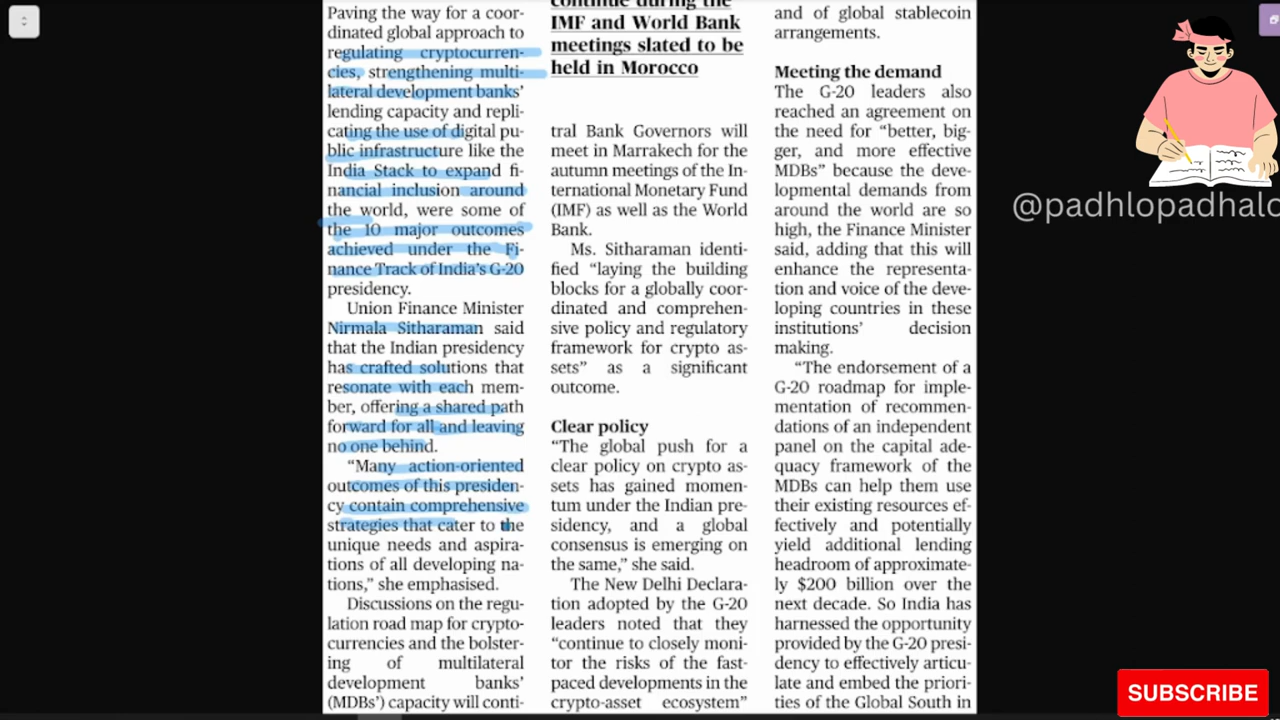 Paving the way for a coor-
dinated global approach to
regulating cryptocurren-
cies, strengthening multi-
lateral development banks’
lending capacity and repli-
cating the use of digital pu-
blic infrastructure like the
India Stack to expand fi-
nancial inclusion around
the world, were some of
the 10 major outcomes
achieved under the Fi-
nance Track of India’s G-20
presidency.
Union Finance Minister
Nirmala Sitharaman said
that the Indian presidency
has crafted solutions that
resonate with each mem-
ber, offering a shared path
forward for all and leaving
no one behind.
“Many action-oriented
outcomes of this presiden-
cy contain comprehensive
strategies that cater to the
unique needs and aspira-
tions of all developing na-
tions,” she emphasised.
Discussions on the regu-
lation road map for crypto-
currencies and the bolster-
ing of multilateral
development banks’
(MDBs’) capacity will conti-
continue during the
IMF and World Bank
meetings slated to be
held in Morocco
tral Bank Governors will
meet in Marrakech for the
autumn meetings of the In-
ternational Monetary Fund
(IMF) as well as the World
Bank.
Ms. Sitharaman identi-
fied “laying the building
blocks for a globally coor-
dinated and comprehen-
sive policy and regulatory
framework for crypto as-
sets” as a significant
outcome.
Clear policy
“The global push for a
clear policy on crypto as-
sets has gained momen-
tum under the Indian pre-
sidency, and a global
consensus is emerging on
the same,” she said.
The New Delhi Declara-
tion adopted by the G-20
leaders noted that they
“continue to closely moni-
tor the risks of the fast-
paced developments in the
crypto-asset ecosystem”
and of global stablecoin
arrangements.
Meeting the demand
The G-20 leaders also
reached an agreement on
the need for “better, big-
ger, and more effective
MDBs” because the deve-
lopmental demands from
around the world are so
high, the Finance Minister
said, adding that this will
enhance the representa-
tion and voice of the deve-
loping countries in these
institutions’ decision
making.
“The endorsement of a
G-20 roadmap for imple-
mentation of recommen-
dations of an independent
panel on the capital ade-
quacy framework of the
MDBs can help them use
their existing resources ef-
fectively and potentially
yield additional lending
headroom of approximate-
ly $200 billion over the
next decade. So India has
harnessed the opportunity
provided by the G-20 presi-
dency to effectively articu-
late and embed the priori-
ties of the Global South in
@padhlopadhalo
SUBSCRIBE